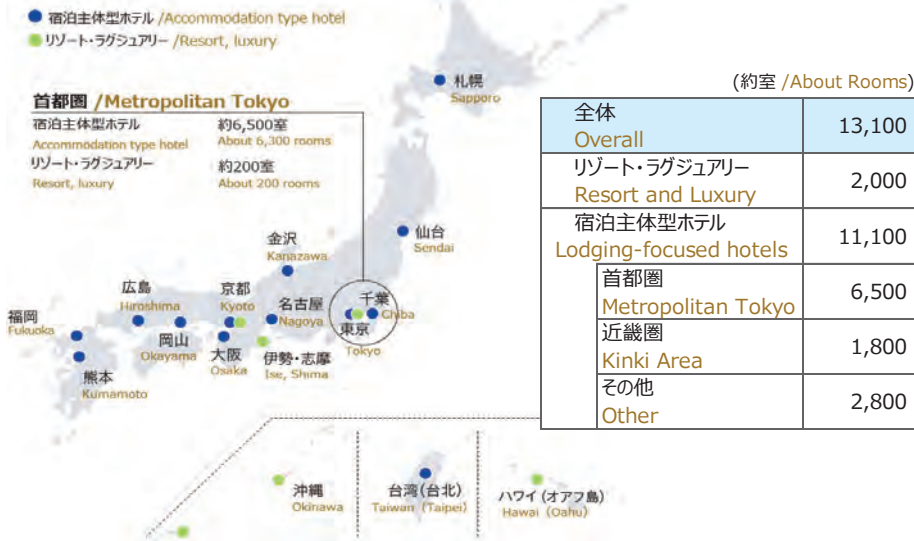 宿泊主体型ホテル /Accommodation type hotel
リゾート・ラグジュアリー /Resort, luxury
首都圏 /Metropolitan Tokyo
宿泊主体型ホテル 約6,500室
Accommodation type hotel About 6,300 rooms
リゾート・ラグジュアリー 約200室
Resort, luxury About 200 rooms
札幌
Sapporo
仙台
Sendai
金沢
Kanazawa
広島
Hiroshima
京都
Kyoto
名古屋
Nagoya
千葉
Chiba
東京
Tokyo
福岡
Fukuoka
岡山
Okayama
大阪
Osaka
伊勢・志摩
Ise, Shima
熊本
Kumamoto
沖縄
Okinawa
台湾(台北)
Taiwan (Taipei)
ハワイ (オアフ島)
Hawai (Oahu)
(約室 /About Rooms)
全体 13,100
Overall
リゾート・ラグジュアリー 2,000
Resort and Luxury
宿泊主体型ホテル 11,100
Lodging-focused hotels
首都圏 6,500
Metropolitan Tokyo
近畿圏 1,800
Kinki Area
その他 2,800
Other